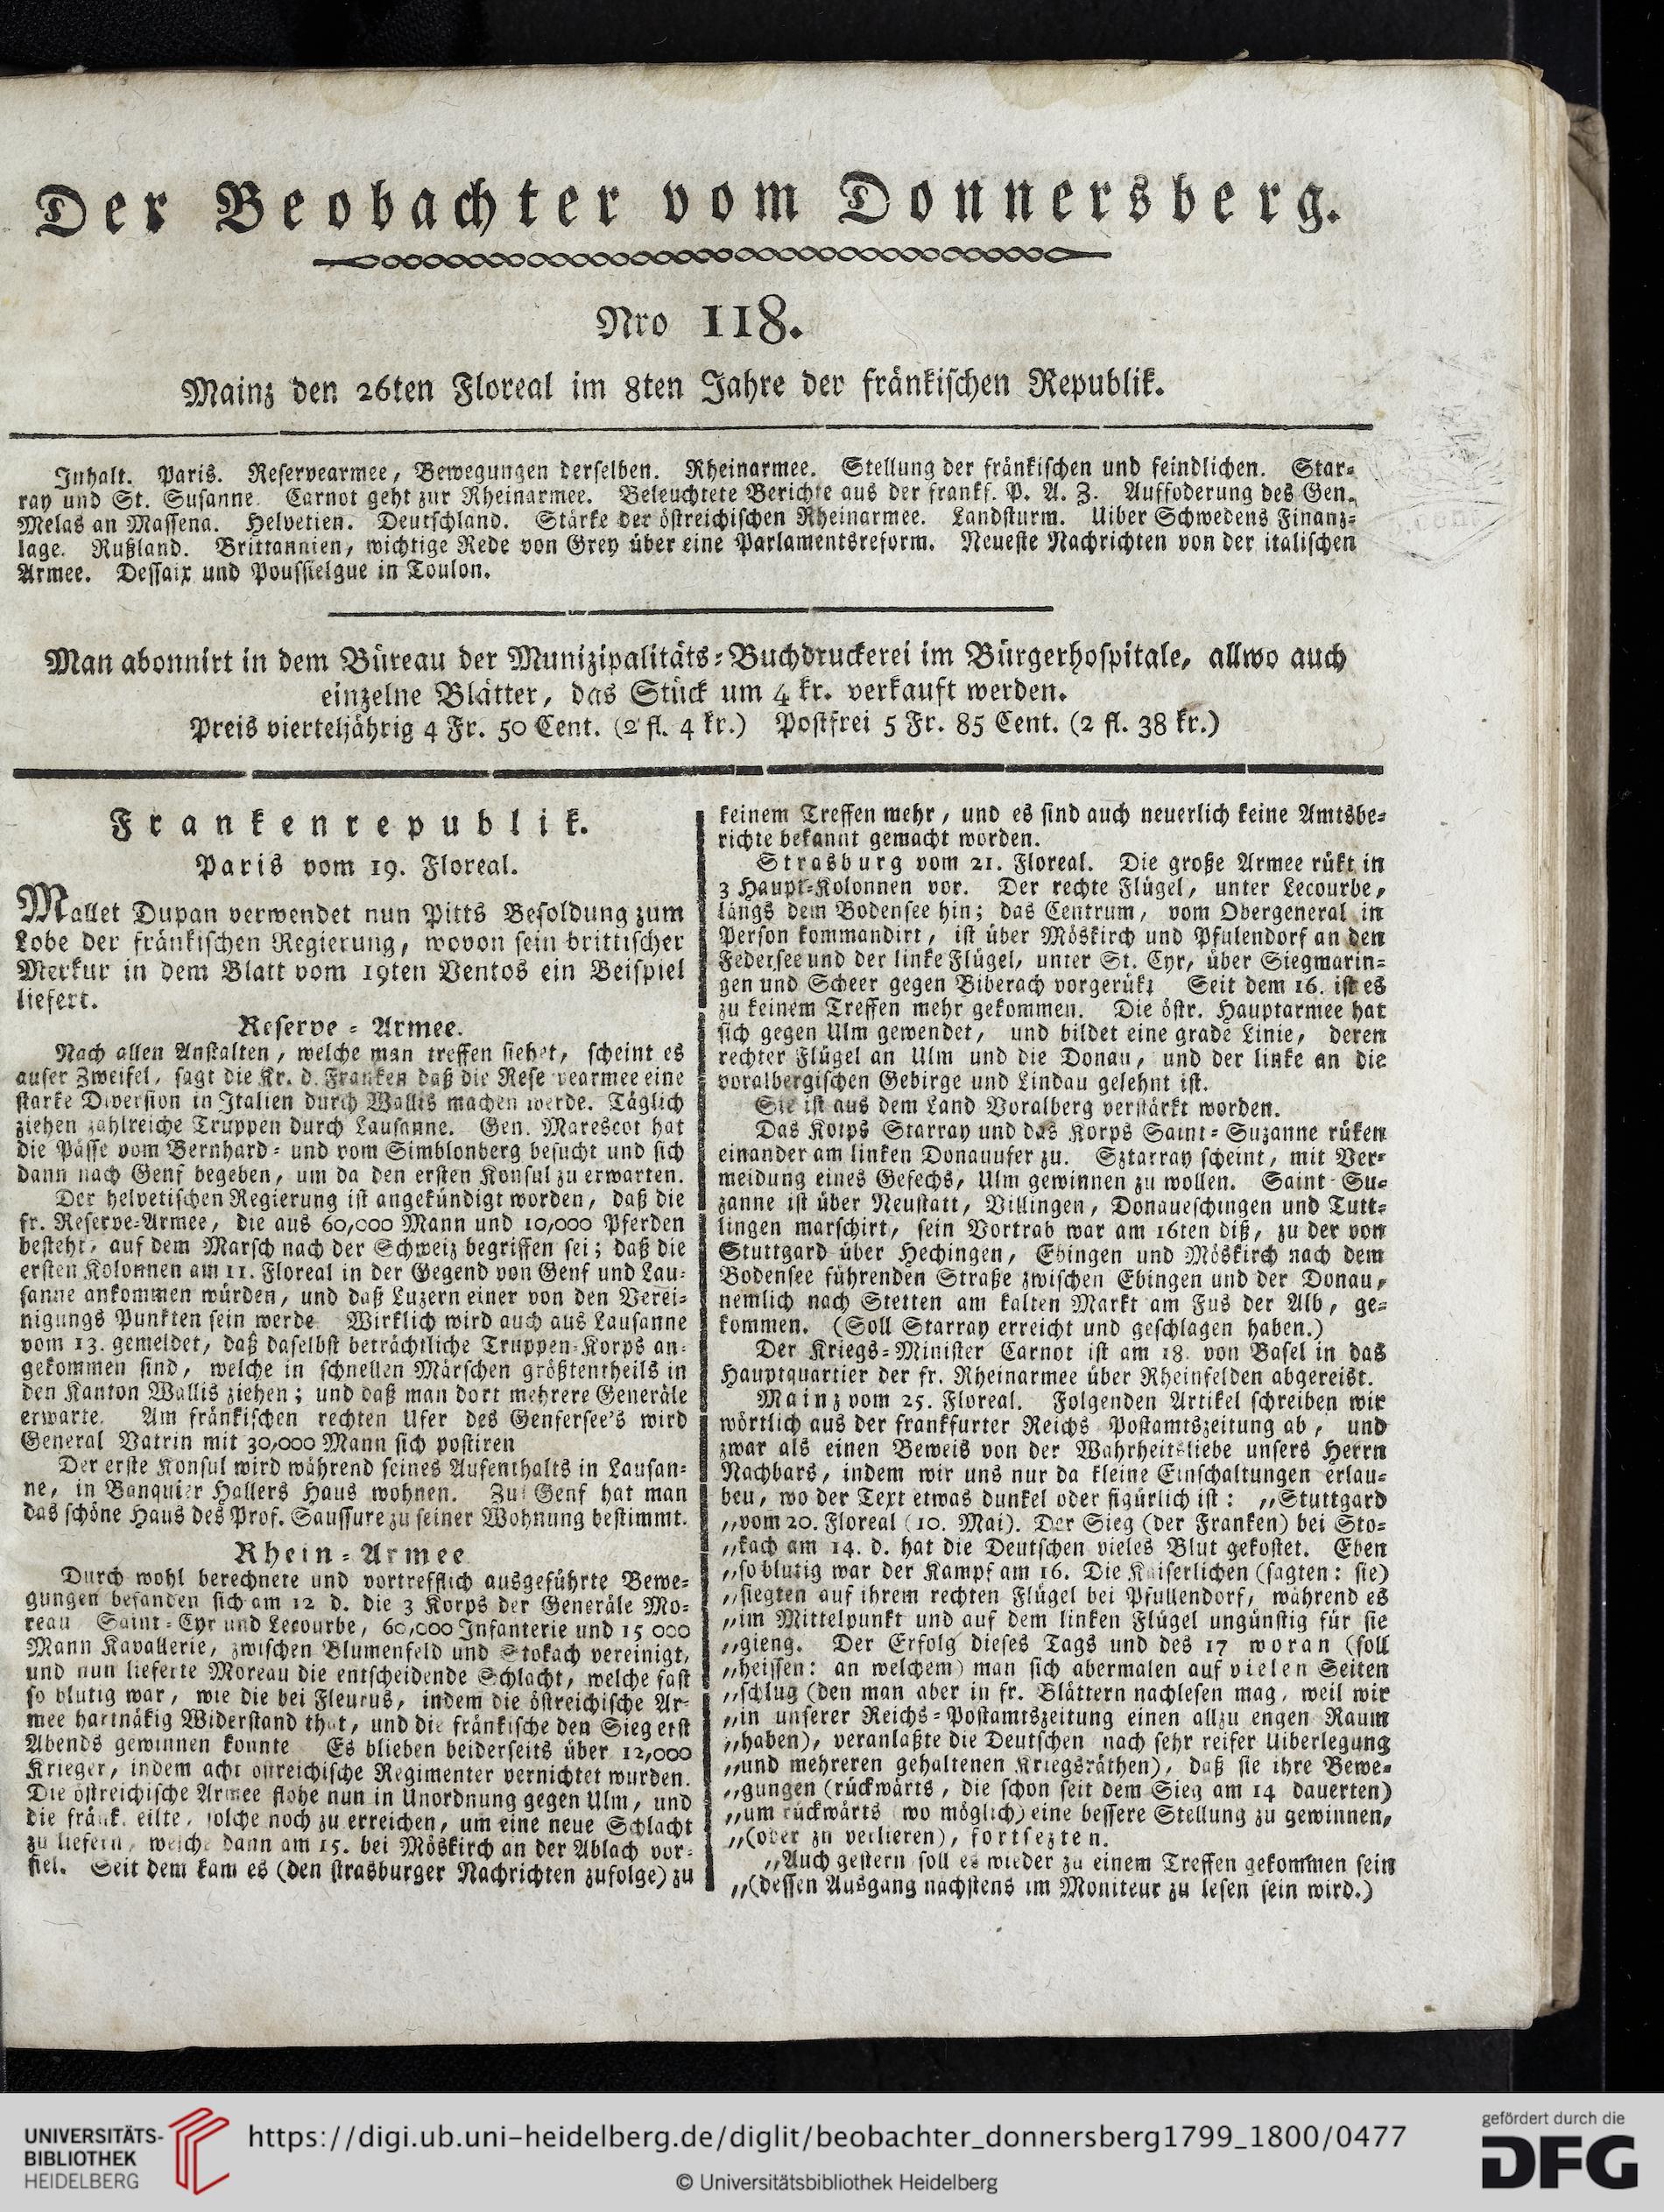 Der Beobachter vom Donnersberg.
Nro 118.
Mainz den 26ten Floreal im 8ten Jahre der fränkischen Republik.
Inhalt. Paris. Reservearmee, Bewegungen derselben. Rheinarmee. Stellung der fränkischen und feindlichen. Star-
ray und St. Susanne. Carnot geht zur Rheinarmee. Beleuchtete Berichte aus der frankf. P. A. Z. Auffoderung des Gen.
Melas an Massena. Helvetien. Deutschland. Stärke der östreichischen Rheinarmee. Landsturm. Uiber Schwedens Finanz-
lage. Rußland. Brittannien, wichtige Rede von Grey über eine Parlamentsreform. Neueste Nachrichten von der italischen
Armee. Dessaix und Poussielgue in Toulon.
Man abonnirt in dem Büreau der Munizipalitäts-Buchdruckerei im Bürgerhospitale, allwo auch
einzelne Blätter, das Stück um 4 kr. verkauft werden.
Preis vierteljährig 4 Fr. 50 Cent. (2 fl. 4 kr.) Postfrei 5 Fr. 85 Cent. (2 fl. 38 kr.)
Frankenrepublik.
Paris vom 19. Floreal.
Mallet Dupan verwendet nun Pitts Besoldung zum
Lobe der fränkischen Regierung, wovon sein brittischer
Merkur in dem Blatt vom 19ten Ventos ein Beispiel
liefert.
Reserve-Armee.
Nach allen Anstalten, welche man treffen siehet, scheint es
auser Zweifel, sagt die Kr. d. Franken daß die Rese vearmee eine
starke Diversion in Italien durch Wallis machen werde. Täglich
ziehen zahlreiche Truppen durch Lausanne. Gen. Marescot hat
die Pässe vom Bernhard- und vom Simblonberg besucht und sich
dann nach Genf begeben, um da den ersten Konsul zu erwarten.
Der helvetischen Regierung ist angekündigt worden, daß die
fr. Reserve-Armee, die aus 60,000 Mann und 10,000 Pferden
besteht, auf dem Marsch nach der Schweiz begriffen sei; daß die
ersten Kolonnen am 11. Floreal in der Gegend von Genf und Lau-
sanne ankommen würden, und daß Luzern einer von den Verei-
nigungs Punkten sein werde. Wirklich wird auch aus Lausanne
vom 13. gemeldet, daß daselbst beträchtliche Truppen-Korps an-
gekommen sind, welche in schnellen Märschen größtentheils in
den Kanton Wallis ziehen; und daß man dort mehrere Generäle
erwarte. Am fränkischen rechten Ufer des Genfersee's wird
General Vatrin mit 30,000 Mann sich postiren
Der erste Konsul wird während seines Aufenthalts in Lausan-
ne, in Banquier Hallers Haus wohnen. Zu Genf hat man
das schöne Haus des Prof. Saussure zu seiner Wohnung bestimmt.
Rhein-Armee
Durch wohl berechnete und vortrefflich ausgeführte Bewe-
gungen befanden sich am 12 d. die 3 Korps der Generäle Mo-
reau Saint-Cyr und Lecourbe, 60,000 Infanterie und 15 000
Mann Kavallerie, zwischen Blumenfeld und Stokach vereinigt,
und nun lieferte Moreau die entscheidende Schlacht, welche fast
so blutig war, wie die bei Fleurus, indem die östreichische Ar-
mee hartnäkig Widerstand that, und die fränkische den Sieg erst
Abends gewinnen konnte Es blieben beiderseits über 12,000
Krieger, indem acht östreichische Regimenter vernichtet wurden.
Die östreichische Armee flohe nun in Unordnung gegen Ulm, und
die fränk. eilte, solche noch zu erreichen, um eine neue Schlacht
zu liefern, welche dann am 15. bei Möskirch an der Ablach vor-
fiel. Seit dem kam es (den strasburger Nachrichten zufolge) zu
keinem Treffen mehr, und es sind auch neuerlich keine Amtsbe-
richte bekannt gemacht worden.
Strasburg vom 21. Floreal. Die große Armee rükt in
3 Haupt-Kolonnen vor. Der rechte Flügel, unter Lecourbe,
längs dem Bodensee hin; das Centrum, vom Obergeneral in
Person kommandirt, ist über Möskirch und Pfulendorf an den
Federsee und der linke Flügel, unter St. Cyr, über Siegmarin-
gen und Scheer gegen Biberach vorgerükt Seit dem 16. ist es
zu keinem Treffen mehr gekommen. Die östr. Hauptarmee hat
sich gegen Ulm gewendet, und bildet eine grade Linie, deren
rechter Flügel an Ulm und die Donau, und der linke an die
voralbergischen Gebirge und Lindau gelehnt ist.
Sie ist aus dem Land Voralberg verstärkt worden.
Das Korps Starray und das Korps Saint-Suzanne rüken
einander am linken Donauufer zu. Sztarray scheint, mit Ver-
meidung eines Gefechs, Ulm gewinnen zu wollen. Saint-Su-
zanne ist über Neustatt, Villingen, Donaueschingen und Tutt-
lingen marschirt, sein Vortrab war am 16ten diß, zu der von
Stuttgard über Hechingen, Ebingen und Möskirch nach dem
Bodensee führenden Straße zwischen Ebingen und der Donau,
nemlich nach Stetten am kalten Markt am Fus der Alb, ge-
kommen. (Soll Starray erreicht und geschlagen haben.)
Der Kriegs-Minister Carnot ist am 18. von Basel in das
Hauptquartier der fr. Rheinarmee über Rheinfelden abgereist.
Mainz vom 25. Floreal. Folgenden Artikel schreiben wir
wörtlich aus der frankfurter Reichs Postamtszeitung ab, und
zwar als einen Beweis von der Wahrheitsliebe unsers Herrn
Nachbars, indem wir uns nur da kleine Einschaltungen erlau-
beu, wo der Text etwas dunkel oder figürlich ist: „Stuttgard
„vom 20. Floreal (10. Mai). Der Sieg (der Franken) bei Sto-
„kach am 14. d. hat die Deutschen vieles Blut gekostet. Eben
„so blutig war der Kampf am 16. Die Kaiserlichen (sagten: sie)
„siegten auf ihrem rechten Flügel bei Pfullendorf, während es
„im Mittelpunkt und auf dem linken Flügel ungünstig für sie
„gieng. Der Erfolg dieses Tags und des 17 woran (soll
„heissen: an welchem) man sich abermalen auf vielen Seiten
„schlug (den man aber in fr. Blättern nachlesen mag, weil wir
„in unserer Reichs-Postamtszeitung einen allzu engen Raum
„haben), veranlaßte die Deutschen nach sehr reifer Uiberlegung
„und mehreren gehaltenen Kriegsräthen), daß sie ihre Bewe-
„gungen (rückwärts, die schon seit dem Sieg am 14 dauerten)
„um rückwärts (wo möglich) eine bessere Stellung zu gewinnen,
„(oder zu verlieren), fortsezten.
„Auch gestern soll es wieder zu einem Treffen gekommen sein
„(dessen Ausgang nächstens im Moniteur zu lesen sein wird.)
UNIVERSITÄTS-
BIBLIOTHEK
HEIDELBERG
https://digi.ub.uni-heidelberg.de/diglit/beobachter_donnersberg1799_1800/0477
© Universitätsbibliothek Heidelberg
gefördert durch die
DFG